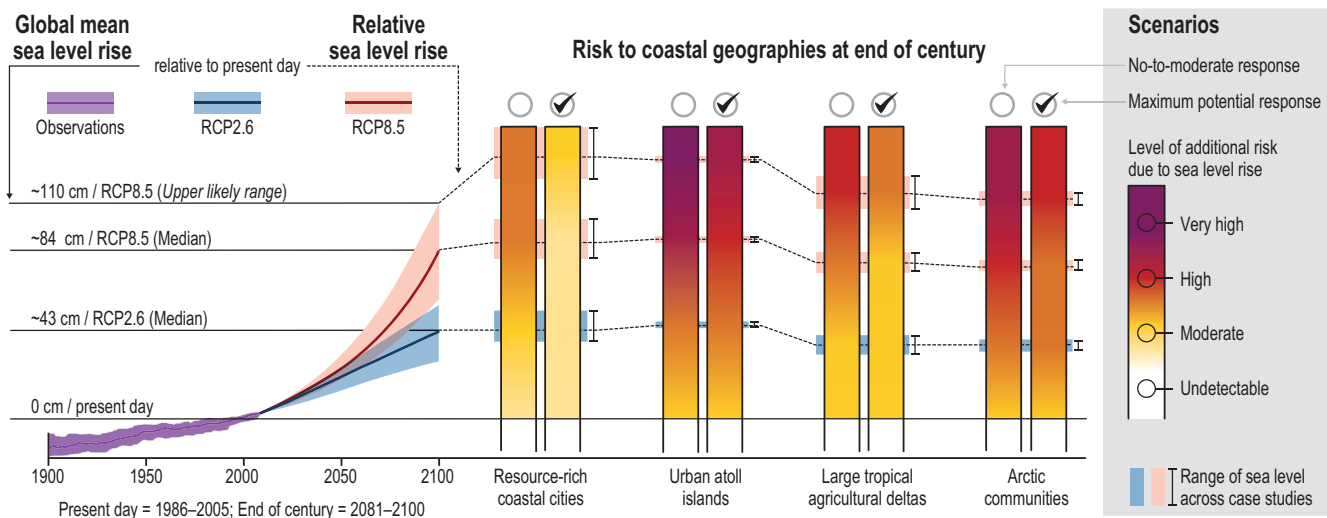 Global mean
sea level rise
Relative
sea level rise
relative to present day
Observations
RCP2.6
RCP8.5
~110 cm / RCP8.5 (Upper likely range)
~84 cm / RCP8.5 (Median)
~43 cm / RCP2.6 (Median)
0 cm / present day
1900
1950
2000
2050
2100
Present day = 1986–2005; End of century = 2081–2100
Risk to coastal geographies at end of century
Resource-rich
coastal cities
Urban atoll
islands
Large tropical
agricultural deltas
Arctic
communities
Scenarios
No-to-moderate response
Maximum potential response
Level of additional risk
due to sea level rise
Very high
High
Moderate
Undetectable
Range of sea level
across case studies